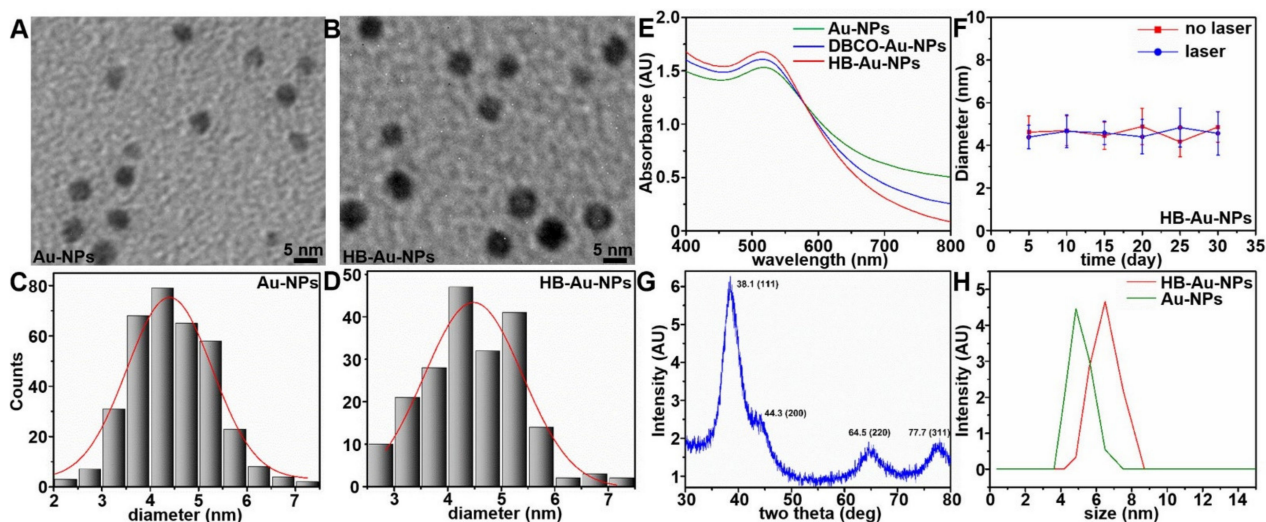 A
Au-NPs
5 nm
B
HB-Au-NPs
5 nm
E
2.0
1.5
1.0
0.5
0.0
Absorbance (AU)
Au-NPs
DBCO-Au-NPs
HB-Au-NPs
400 500 600 700 800
wavelength (nm)
F
10
8
6
4
2
0
Diameter (nm)
no laser
laser
HB-Au-NPs
0 5 10 15 20 25 30 35
time (day)
C
Au-NPs
80
60
40
20
0
Counts
2 3 4 5 6 7
diameter (nm)
D
HB-Au-NPs
50
40
30
20
10
0
3 4 5 6 7
diameter (nm)
G
6
5
4
3
2
1
Intensity (AU)
38.1 (111)
44.3 (200)
64.5 (220)
77.7 (311)
30 40 50 60 70 80
two theta (deg)
H
6
5
4
3
2
1
0
Intensity (AU)
HB-Au-NPs
Au-NPs
0 2 4 6 8 10 12 14
size (nm)